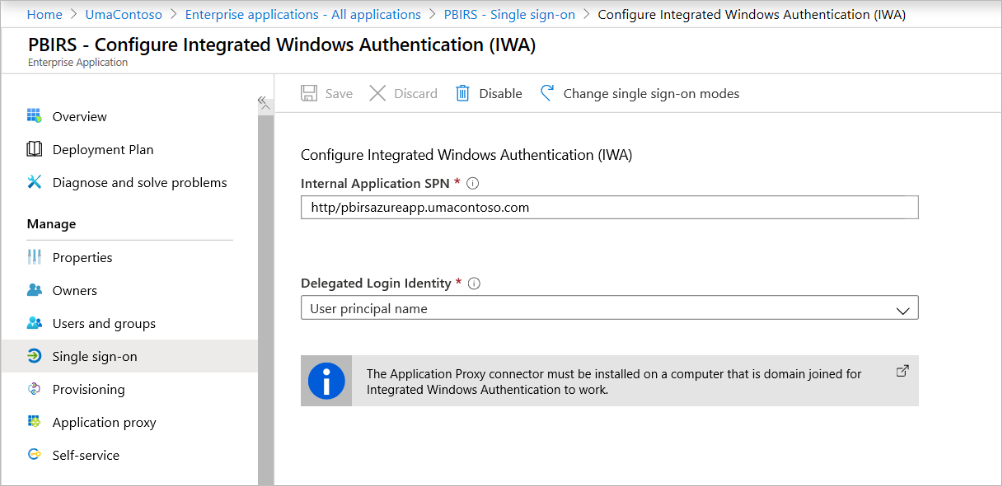 Home > UmaContoso > Enterprise applications - All applications > PBIRS - Single sign-on > Configure Integrated Windows Authentication (IWA)
PBIRS - Configure Integrated Windows Authentication (IWA)
Enterprise Application
Save Discard Disable Change single sign-on modes
Overview
Deployment Plan
Diagnose and solve problems
Manage
Properties
Owners
Users and groups
Single sign-on
Provisioning
Application proxy
Self-service
Configure Integrated Windows Authentication (IWA)
Internal Application SPN *
http/pbirsazureapp.umacontoso.com
Delegated Login Identity *
User principal name
The Application Proxy connector must be installed on a computer that is domain joined for
Integrated Windows Authentication to work.